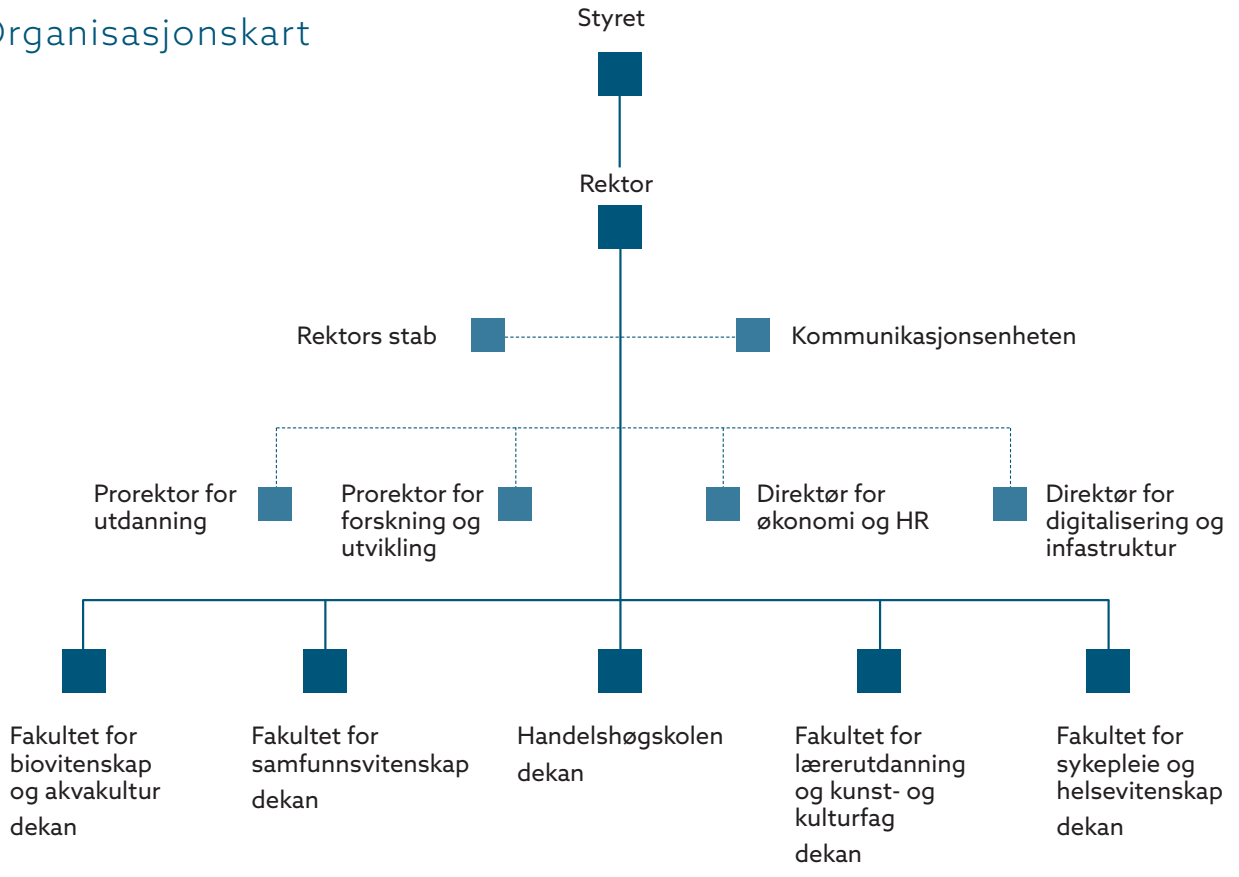 Organisasjonskart
Styret
Rektor
Rektors stab
Kommunikasjonsenheten
Prorektor for
utdanning
Prorektor for
forskning og
utvikling
Direktør for
økonomi og HR
Direktør for
digitalisering og
infastruktur
Fakultet for
biovitenskap
og akvakultur
dekan
Fakultet for
samfunnsvitenskap
dekan
Handelshøgskolen
dekan
Fakultet for
lærerutdanning
og kunst- og
kulturfag
dekan
Fakultet for
sykepleie og
helsevitenskap
dekan